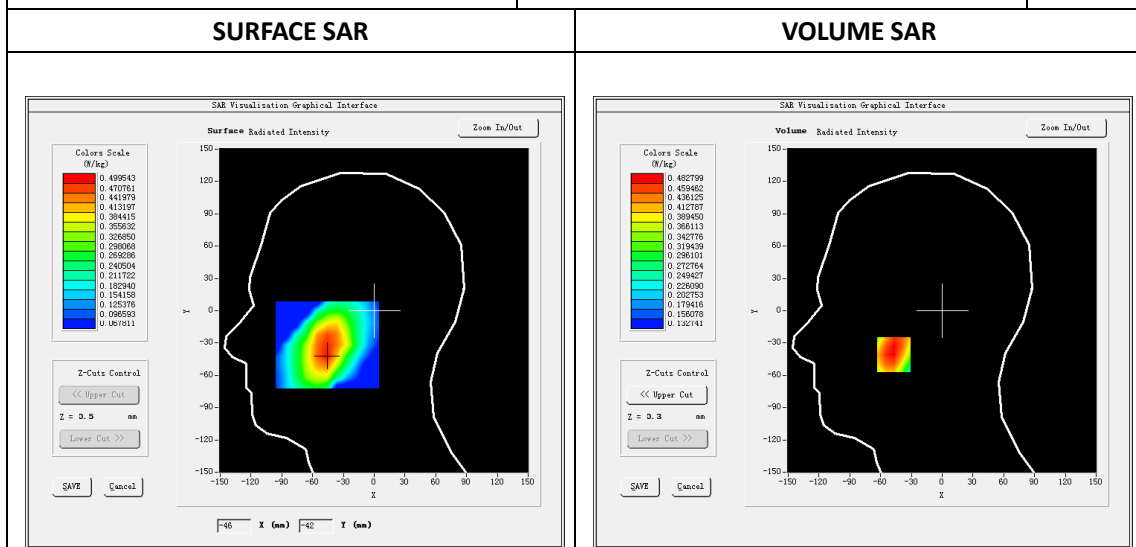 SURFACE SAR
VOLUME SAR
SAR Visualisation Graphical Interface
Surface Radiated Intensity
Zoom In/Out
Colors Scale
(W/kg)
0.499543
0.470761
0.441979
0.413197
0.384415
0.355632
0.326850
0.298068
0.269286
0.240504
0.211722
0.182940
0.154158
0.125376
0.096593
0.067811
Z-Cuts Control
<< Upper Cut
Z = 0.5 mm
Lower Cut >>
SAVE
Cancel
150
120
90
60
30
0
-30
-60
-90
-120
-150
Y
-150 -120 -90 -60 -30 0 30 60 90 120 150
X
-46 X (mm) -42 Y (mm)
SAR Visualisation Graphical Interface
Volume Radiated Intensity
Zoom In/Out
Colors Scale
(W/kg)
0.482799
0.459462
0.436125
0.412787
0.389450
0.366113
0.342776
0.319439
0.296101
0.272764
0.249427
0.226090
0.202753
0.179416
0.156078
0.132741
Z-Cuts Control
<< Upper Cut
Z = 0.3 mm
Lower Cut >>
SAVE
Cancel
150
120
90
60
30
0
-30
-60
-90
-120
-150
Y
-150 -120 -90 -60 -30 0 30 60 90 120 150
X